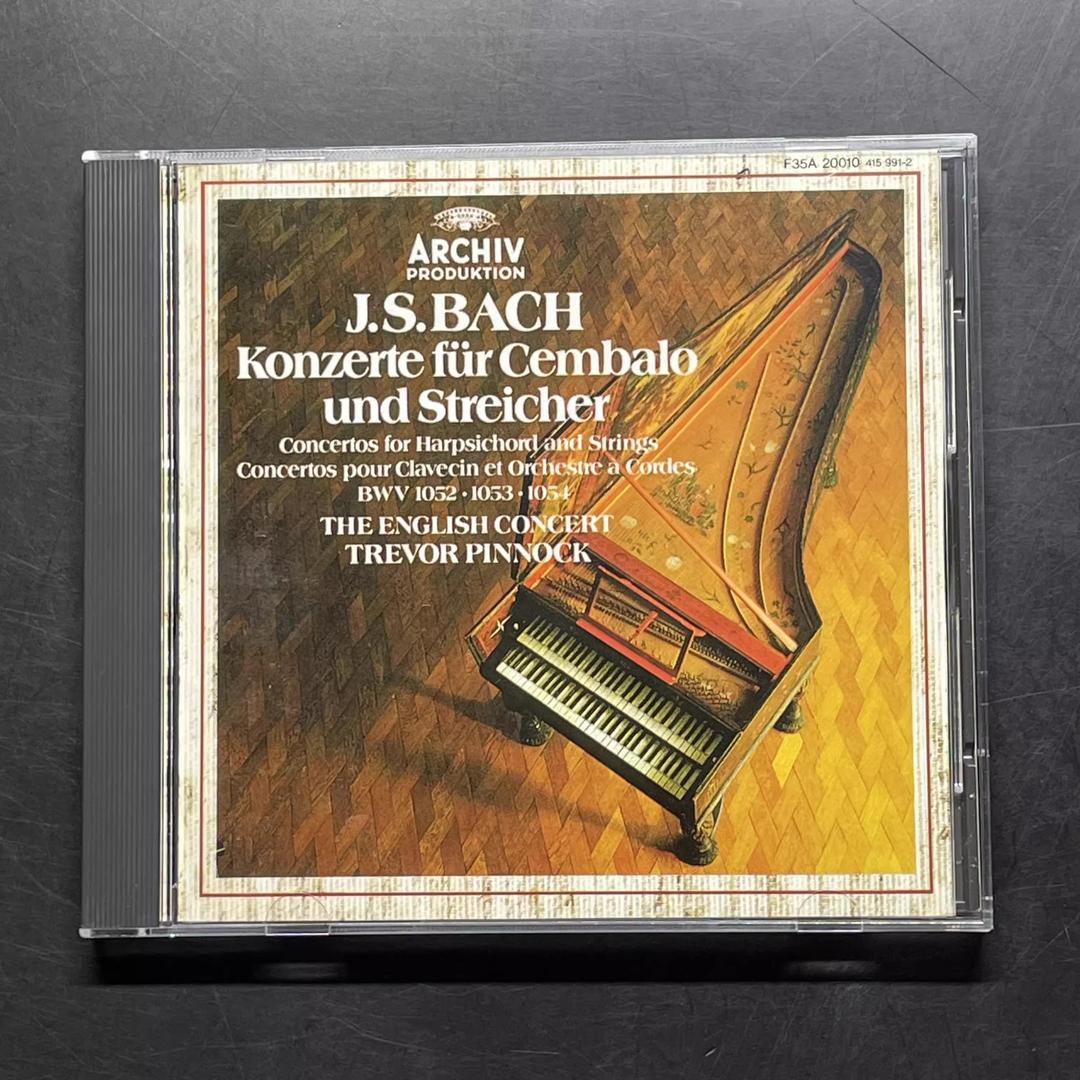 F35A 20010 415 991-2
ARCHIV
PRODUKTION
J.S.BACH
Konzerte für Cembalo
und Streicher
Concertos for Harpsichord and Strings
Concertos pour Clavecin et Orchestre à Cordes
BWV 1052 · 1053 · 1054
THE ENGLISH CONCERT
TREVOR PINNOCK